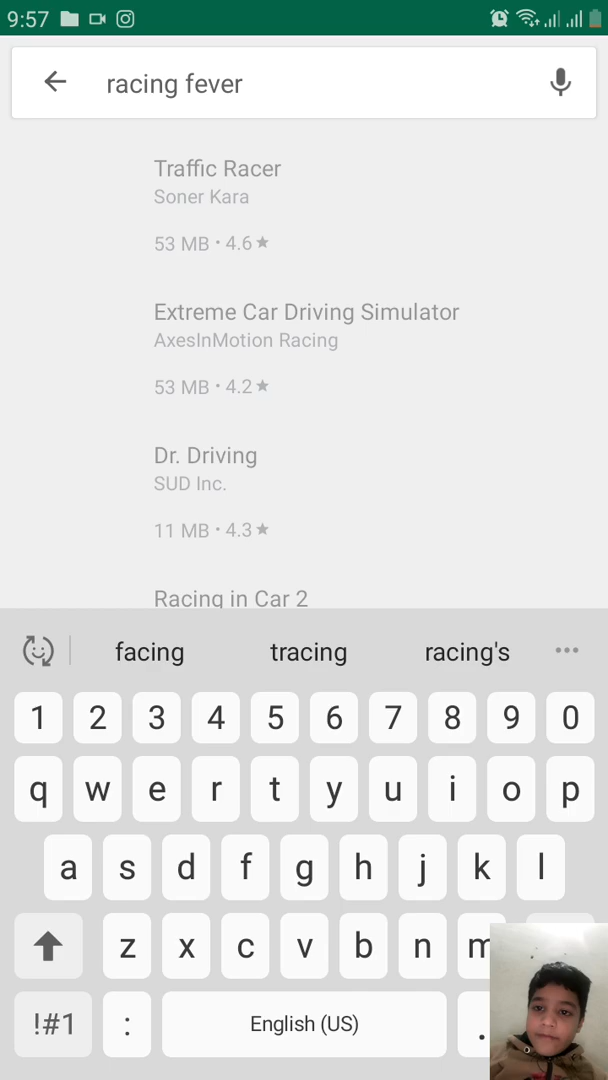 9:57
racing fever
Traffic Racer
Soner Kara
53 MB • 4.6 ★
Extreme Car Driving Simulator
AxesInMotion Racing
53 MB • 4.2 ★
Dr. Driving
SUD Inc.
11 MB • 4.3 ★
Racing in Car 2
facing tracing racing's •••
1 2 3 4 5 6 7 8 9 0
q w e r t y u i o p
a s d f g h j k l
z x c v b n m
!#1 : English (US) .